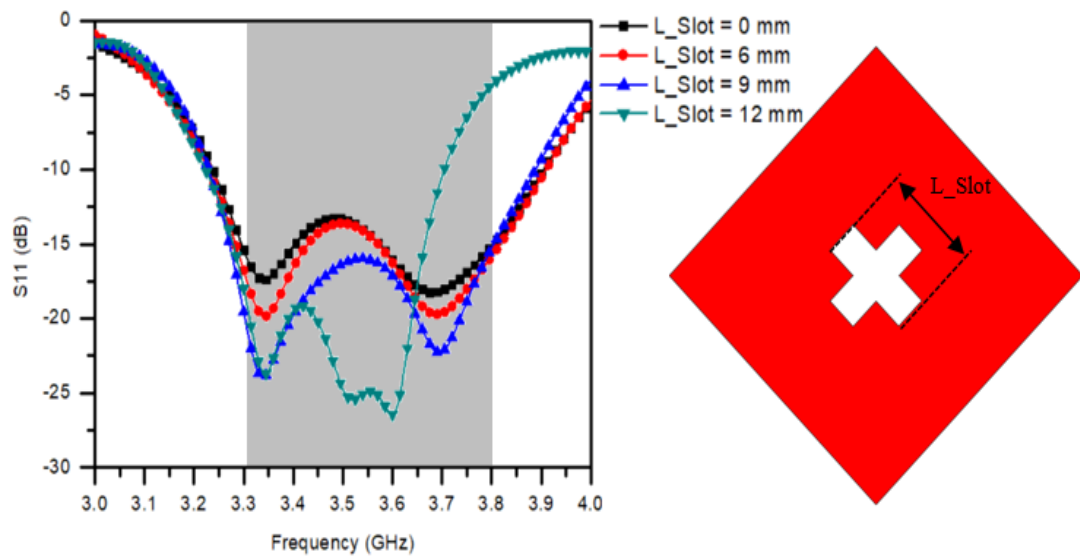 0
-5
-10
-15
-20
-25
-30
S11 (dB)
3.0 3.1 3.2 3.3 3.4 3.5 3.6 3.7 3.8 3.9 4.0
Frequency (GHz)
L_Slot = 0 mm
L_Slot = 6 mm
L_Slot = 9 mm
L_Slot = 12 mm
L_Slot